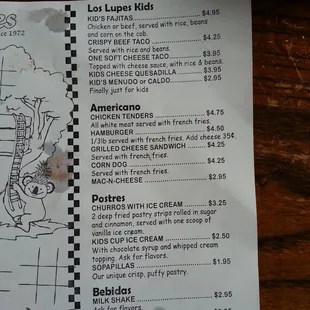 es
ce 1972
Los Lupes Kids
KID'S FAJITAS $4.95
Chicken or beef, served with rice, beans
and corn on the cob.
CRISPY BEEF TACO $4.25
Served with rice and beans.
ONE SOFT CHEESE TACO $3.95
Topped with cheese sauce, with rice & beans.
KIDS CHEESE QUESADILLA $3.95
KID'S MENUDO or CALDO $2.95
Finally just for kids
Americano
CHICKEN TENDERS $4.75
All white meat served with french fries.
HAMBURGER $4.50
1/3lb served with french fries. Add cheese 35¢.
GRILLED CHEESE SANDWICH $4.25
Served with french fries.
CORN DOG $4.25
Served with french fries.
MAC-N-CHEESE $2.95
Postres
CHURROS WITH ICE CREAM $3.25
2 deep fried pastry strips rolled in sugar
and cinnamon, served with one scoop of
vanilla ice cream.
KIDS CUP ICE CREAM $2.50
With chocolate syrup and whipped cream
topping. Ask for flavors.
SOPAPILLAS $1.95
Our unique crisp, puffy pastry.
Bebidas
MILK SHAKE $2.95
Ask for flavors.